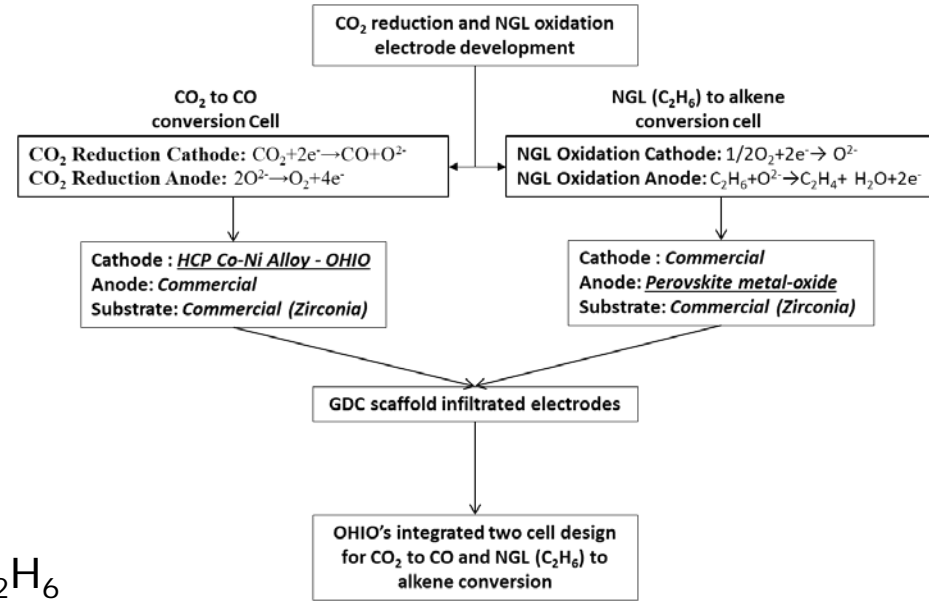 CO₂ reduction and NGL oxidation
electrode development
CO₂ to CO
conversion Cell
CO₂ Reduction Cathode: CO₂+2e⁻→CO+O²⁻
CO₂ Reduction Anode: 2O²⁻→O₂+4e⁻
NGL (C₂H₆) to alkene
conversion cell
NGL Oxidation Cathode: 1/2O₂+2e⁻→ O²⁻
NGL Oxidation Anode: C₂H₆+O²⁻→C₂H₄+ H₂O+2e⁻
Cathode : HCP Co-Ni Alloy - OHIO
Anode: Commercial
Substrate: Commercial (Zirconia)
Cathode : Commercial
Anode: Perovskite metal-oxide
Substrate: Commercial (Zirconia)
GDC scaffold infiltrated electrodes
OHIO's integrated two cell design
for CO₂ to CO and NGL (C₂H₆) to
alkene conversion
₂H₆